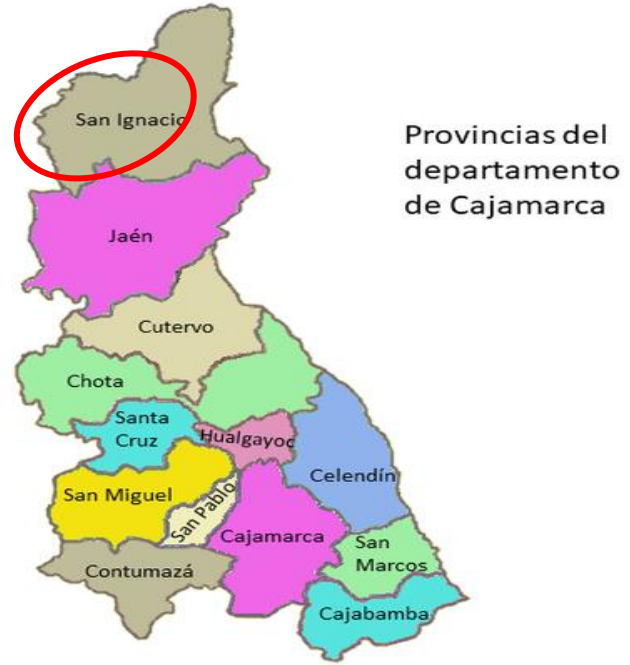 San Ignacio
Provincias del
departamento
de Cajamarca
Jaén
Cutervo
Chota
Santa
Cruz
Hualgayoc
Celendín
San Miguel
San Pablo
Cajamarca
San
Marcos
Contumazá
Cajabamba